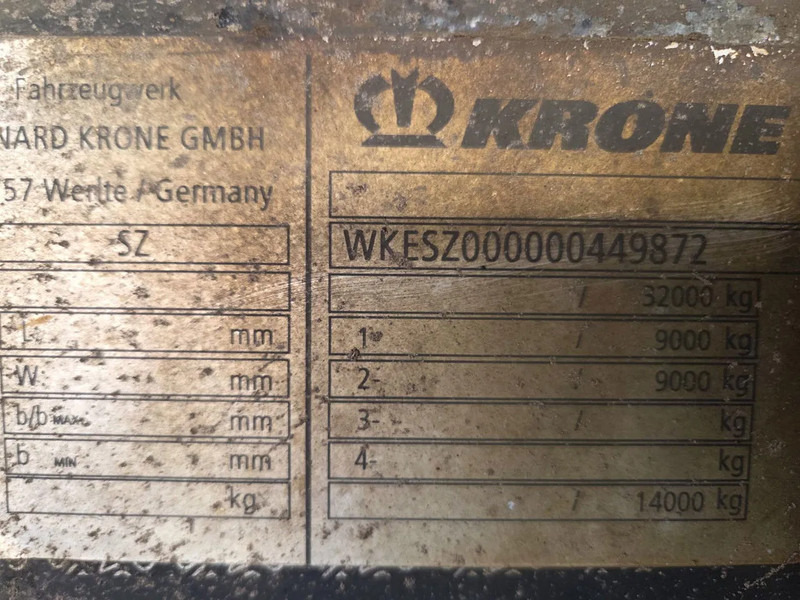 Fahrzeugwerk
NARD KRONE GMBH
57 Werlte / Germany
SZ
L mm
W mm
b/b MAX mm
b MIN mm
kg
KRONE
WKESZ000000449872
/ 32000 kg
1- / 9000 kg
2- / 9000 kg
3- / kg
4- kg
/ 14000 kg